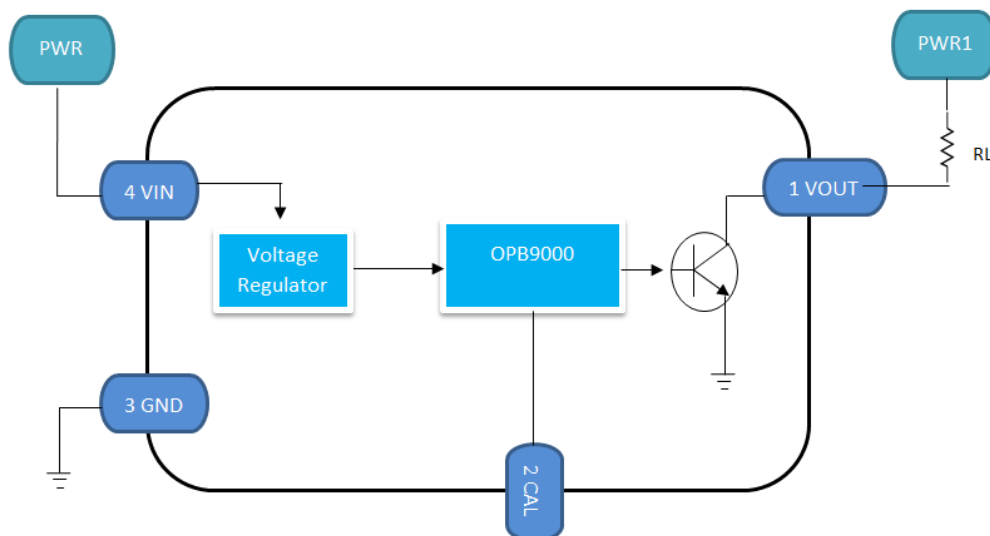 PWR
PWR1
RL
4 VIN
1 VOUT
Voltage
Regulator
OPB9000
3 GND
2 CAL